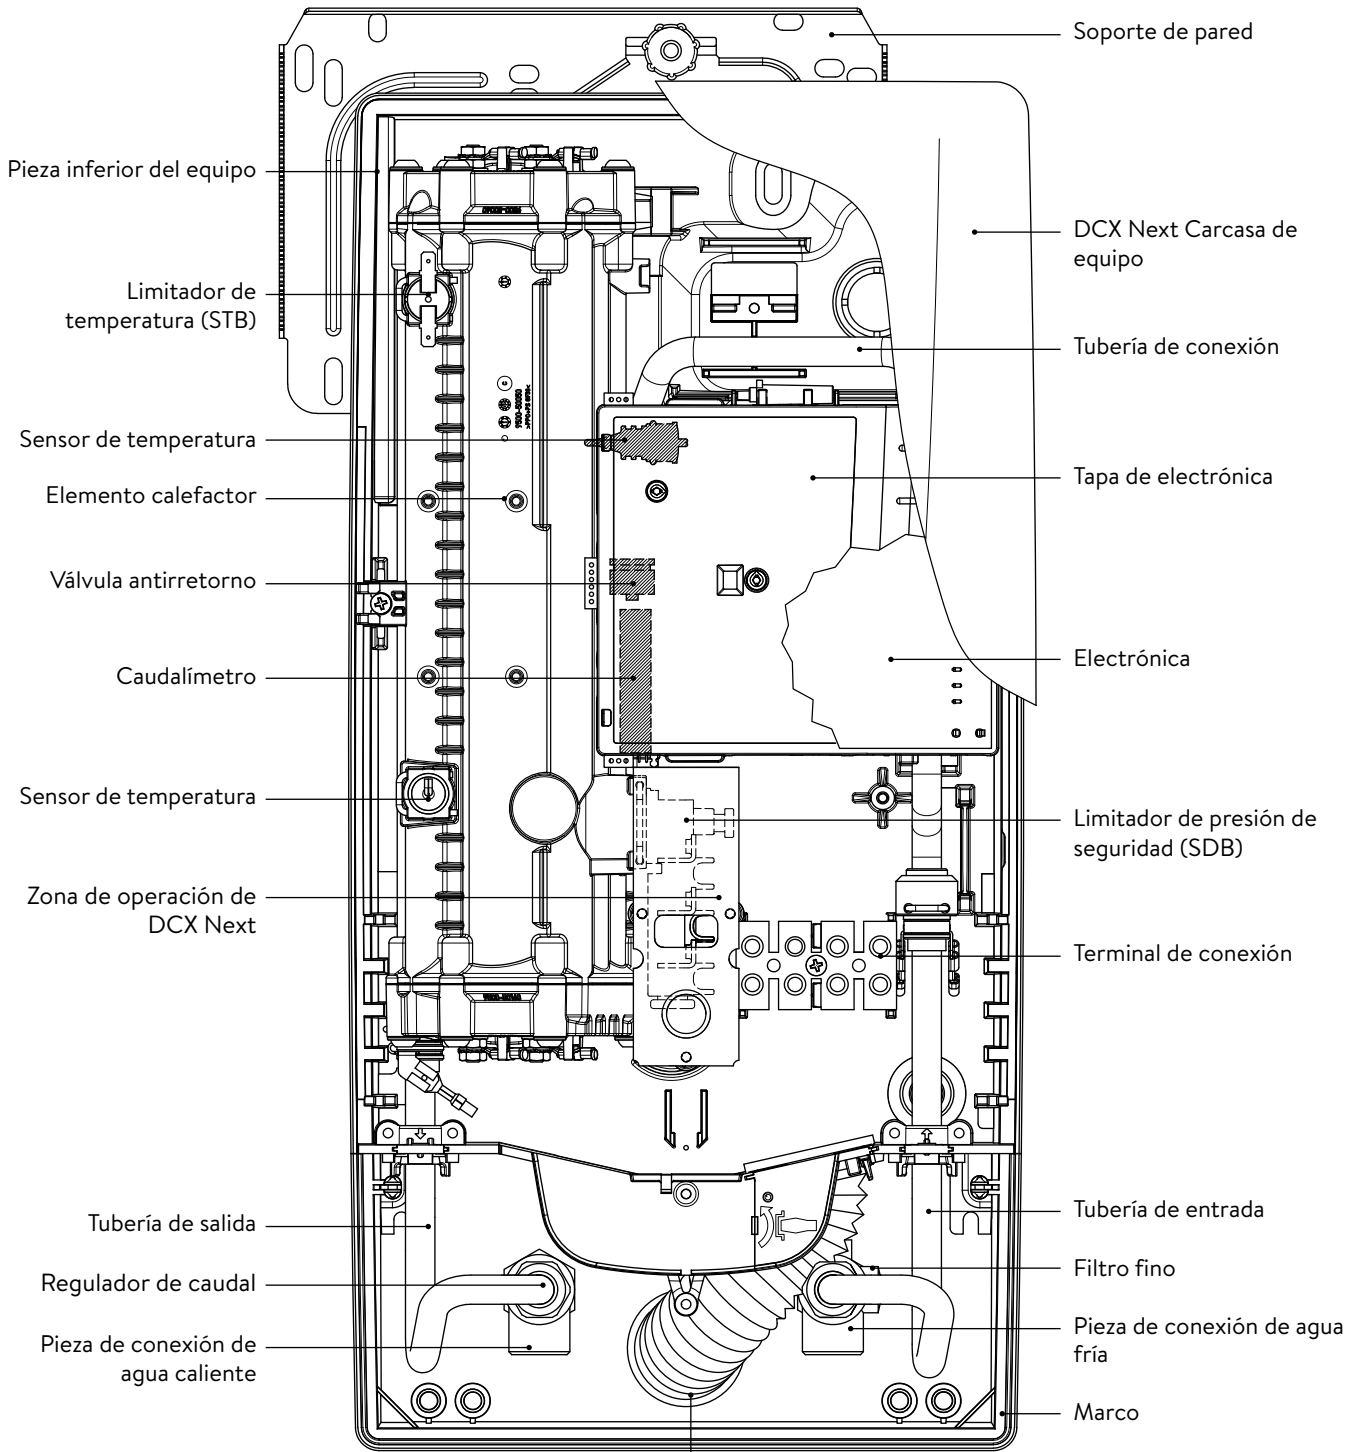 Soporte de pared
Pieza inferior del equipo
DCX Next Carcasa de
equipo
Limitador de
temperatura (STB)
Tubería de conexión
Sensor de temperatura
Tapa de electrónica
Elemento calefactor
Válvula antirretorno
Electrónica
Caudalímetro
Sensor de temperatura
Limitador de presión de
seguridad (SDB)
Zona de operación de
DCX Next
Terminal de conexión
Tubería de salida
Tubería de entrada
Regulador de caudal
Filtro fino
Pieza de conexión de
agua caliente
Pieza de conexión de agua
fría
Marco